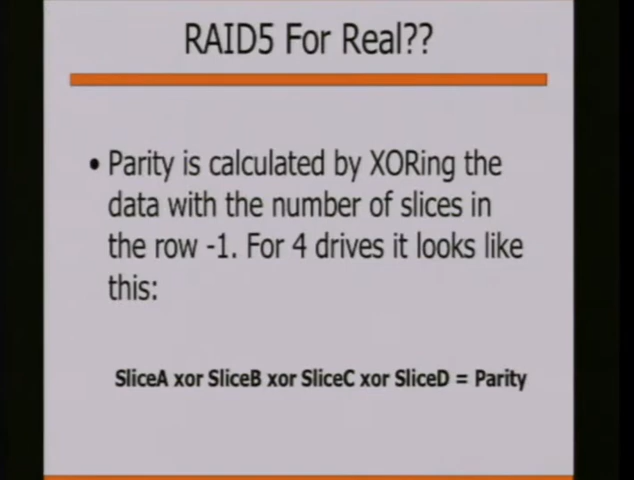 RAID5 For Real??
• Parity is calculated by XORing the
data with the number of slices in
the row -1. For 4 drives it looks like
this:
SliceA xor SliceB xor SliceC xor SliceD = Parity